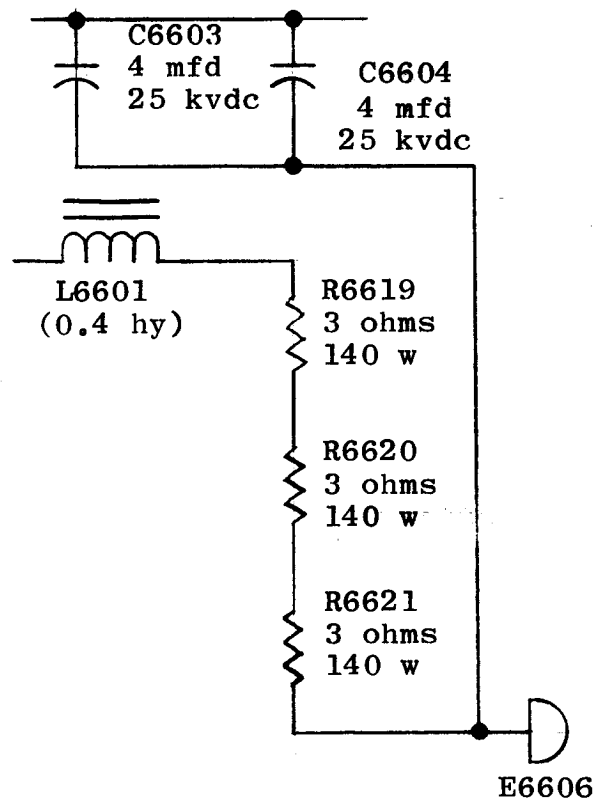 C6603
4 mfd
25 kvdc
C6604
4 mfd
25 kvdc
L6601
(0.4 hy)
R6619
3 ohms
140 w
R6620
3 ohms
140 w
R6621
3 ohms
140 w
E6606